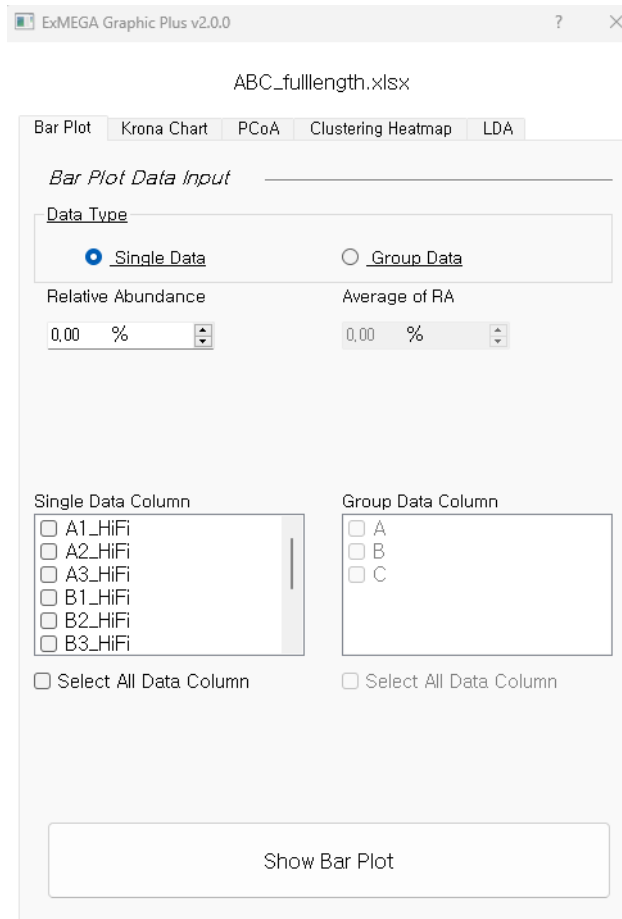 ExMEGA Graphic Plus v2.0.0 ? ×
ABC_fulllength.xlsx
Bar Plot Krona Chart PCoA Clustering Heatmap LDA
Bar Plot Data Input
Data Type
Single Data Group Data
Relative Abundance Average of RA
0,00 % 0,00 %
Single Data Column Group Data Column
A1_HiFi A
A2_HiFi B
A3_HiFi C
B1_HiFi
B2_HiFi
B3_HiFi
Select All Data Column Select All Data Column
Show Bar Plot